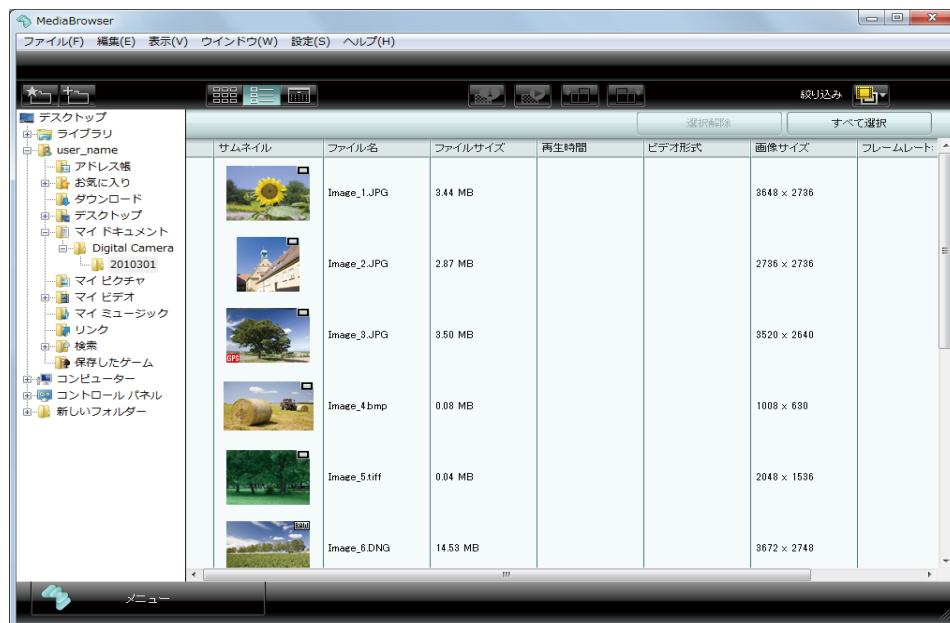 MediaBrowser
ファイル(F) 編集(E) 表示(V) ウインドウ(W) 設定(S) ヘルプ(H)
絞り込み
選択解除 すべて選択
デスクトップ
ライブラリ
user_name
アドレス帳
お気に入り
ダウンロード
デスクトップ
マイ ドキュメント
Digital Camera
2010301
マイ ピクチャ
マイ ビデオ
マイ ミュージック
リンク
検索
保存したゲーム
コンピューター
コントロール パネル
新しいフォルダー
サムネイル ファイル名 ファイルサイズ 再生時間 ビデオ形式 画像サイズ フレームレート:
Image_1.JPG 3.44 MB 3648 × 2736
Image_2.JPG 2.87 MB 2736 × 2736
GPS Image_3.JPG 3.50 MB 3520 × 2640
Image_4.bmp 0.08 MB 1008 × 630
Image_5.tiff 0.04 MB 2048 × 1536
RAW Image_6.DNG 14.53 MB 3672 × 2748
メニュー